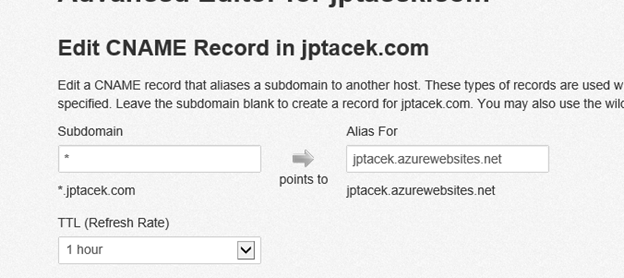 Advanced Editor for jptacek.com
Edit CNAME Record in jptacek.com
Edit a CNAME record that aliases a subdomain to another host. These types of records are used w
specified. Leave the subdomain blank to create a record for jptacek.com. You may also use the wild
Subdomain
Alias For
*
jptacek.azurewebsites.net
points to
*.jptacek.com
jptacek.azurewebsites.net
TTL (Refresh Rate)
1 hour